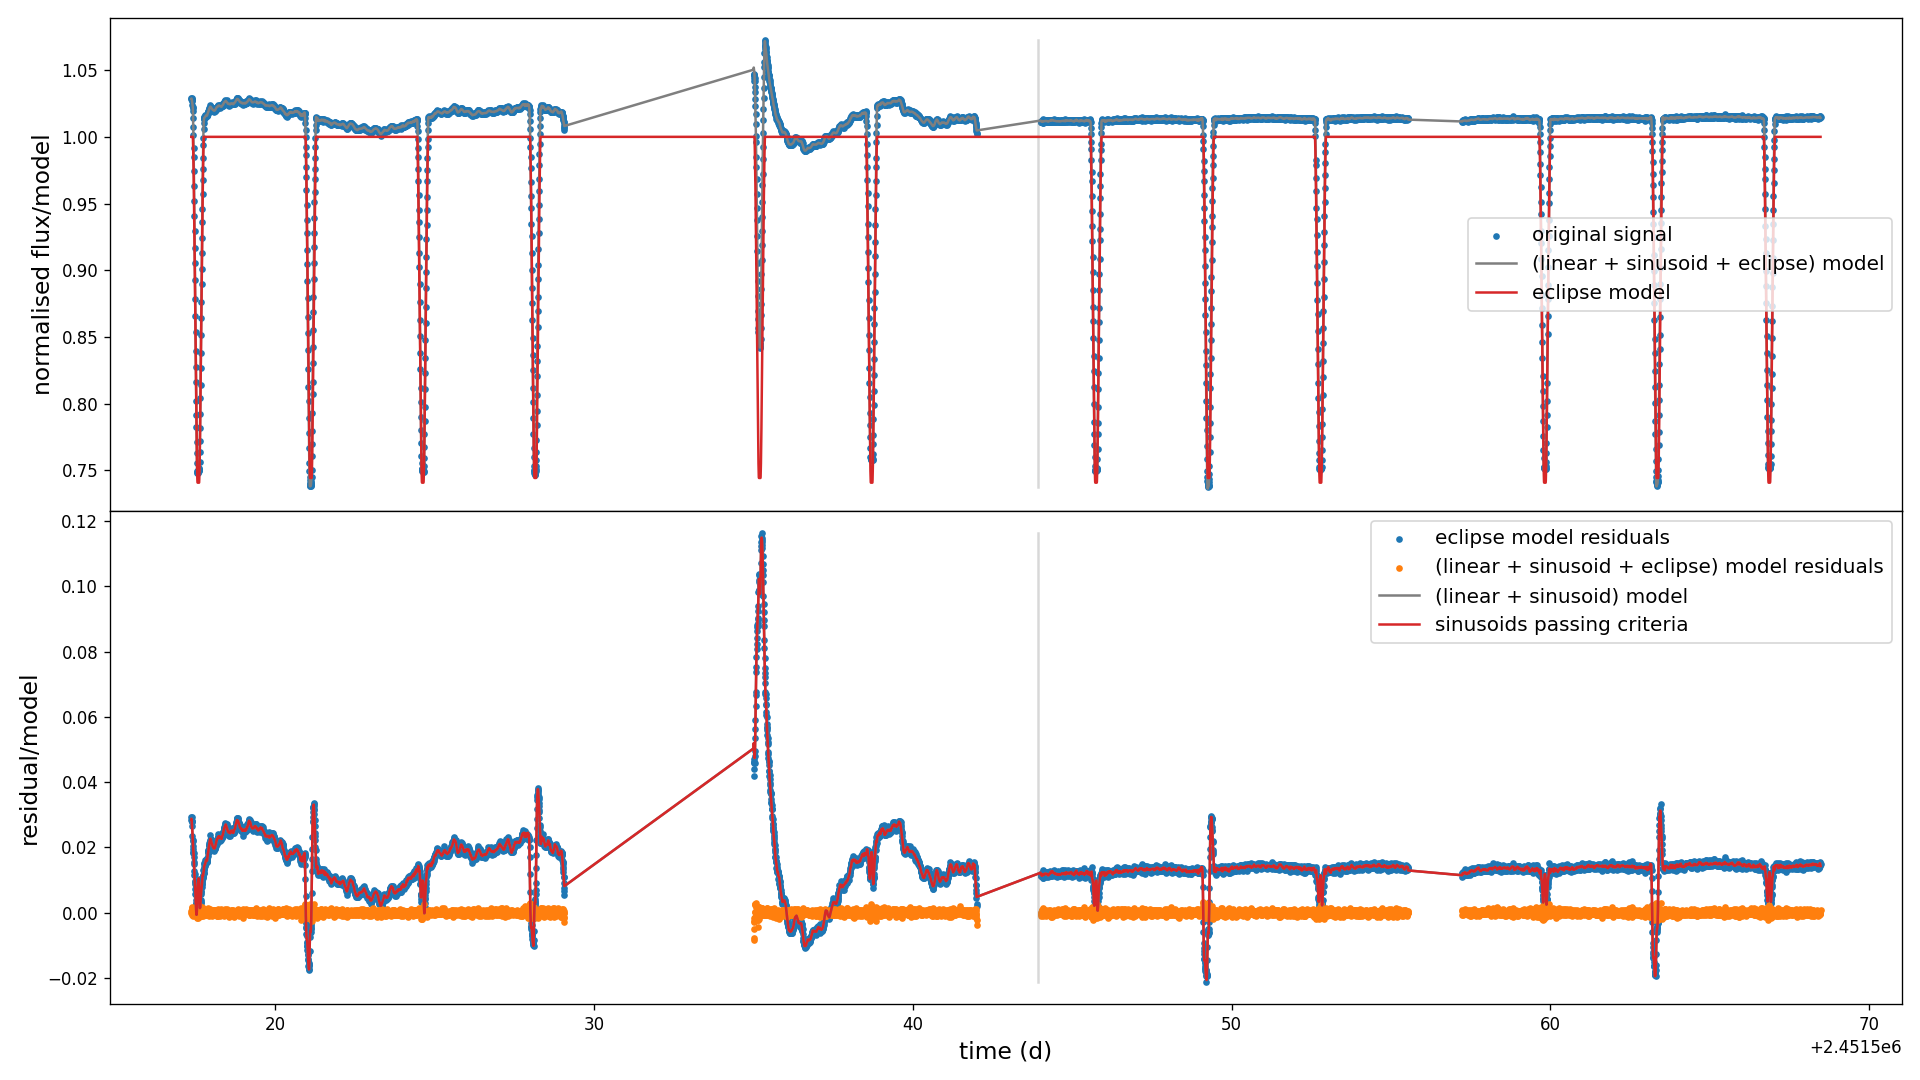 normalised flux/model
1.05
1.00
0.95
0.90
0.85
0.80
0.75
original signal
(linear + sinusoid + eclipse) model
eclipse model
residual/model
0.12
0.10
0.08
0.06
0.04
0.02
0.00
−0.02
eclipse model residuals
(linear + sinusoid + eclipse) model residuals
(linear + sinusoid) model
sinusoids passing criteria
20 30 40 50 60 70
time (d)
+2.4515e6